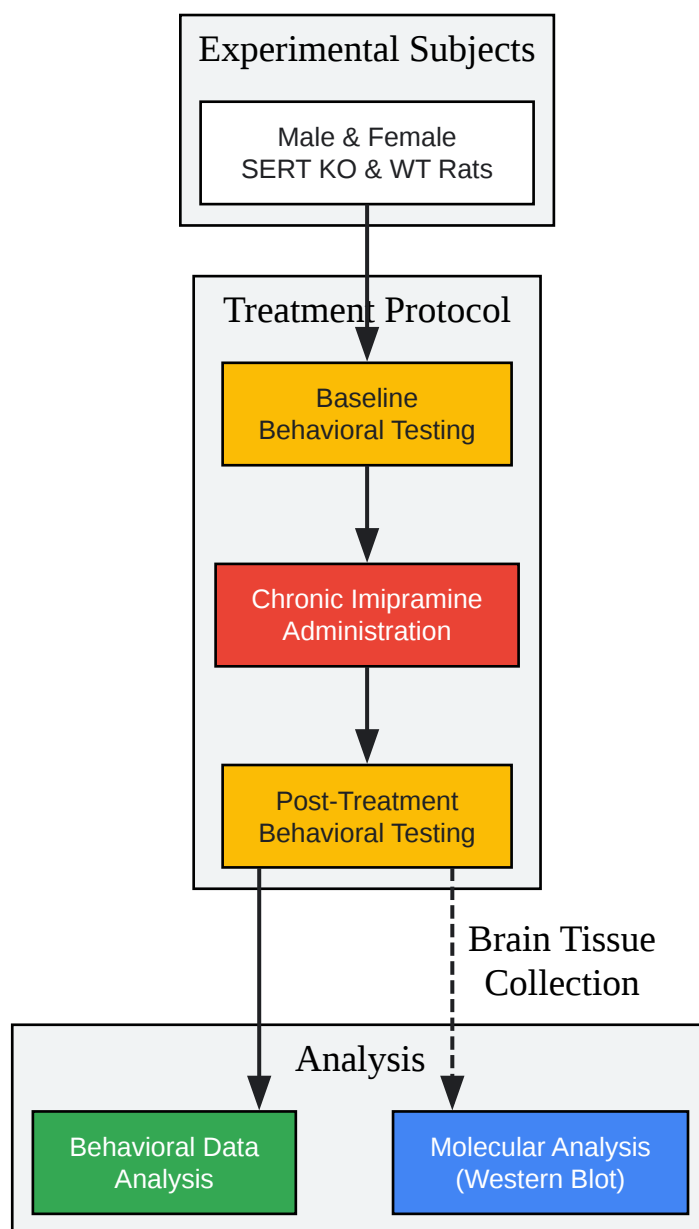 Experimental Subjects
Male & Female
SERT KO & WT Rats
Treatment Protocol
Baseline
Behavioral Testing
Chronic Imipramine
Administration
Post-Treatment
Behavioral Testing
Brain Tissue
Collection
Analysis
Behavioral Data
Analysis
Molecular Analysis
(Western Blot)